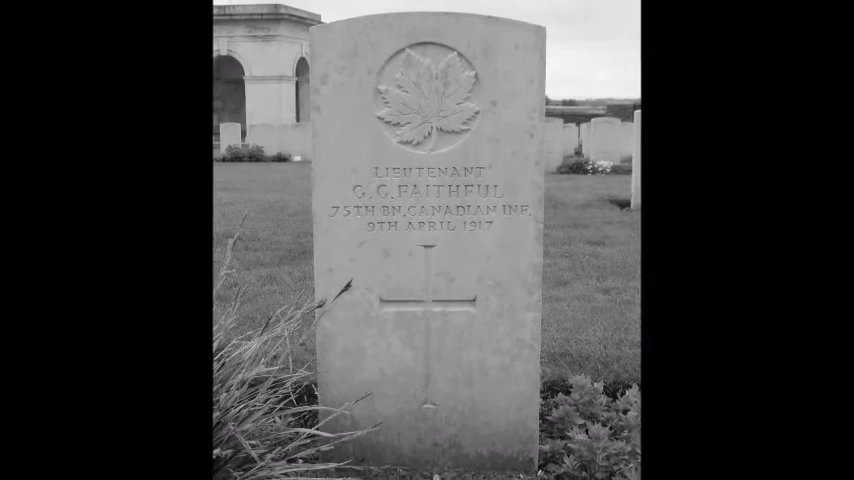 LIEUTENANT
G. G. FAITHFUL
75TH BN. CANADIAN INF.
9TH APRIL 1917